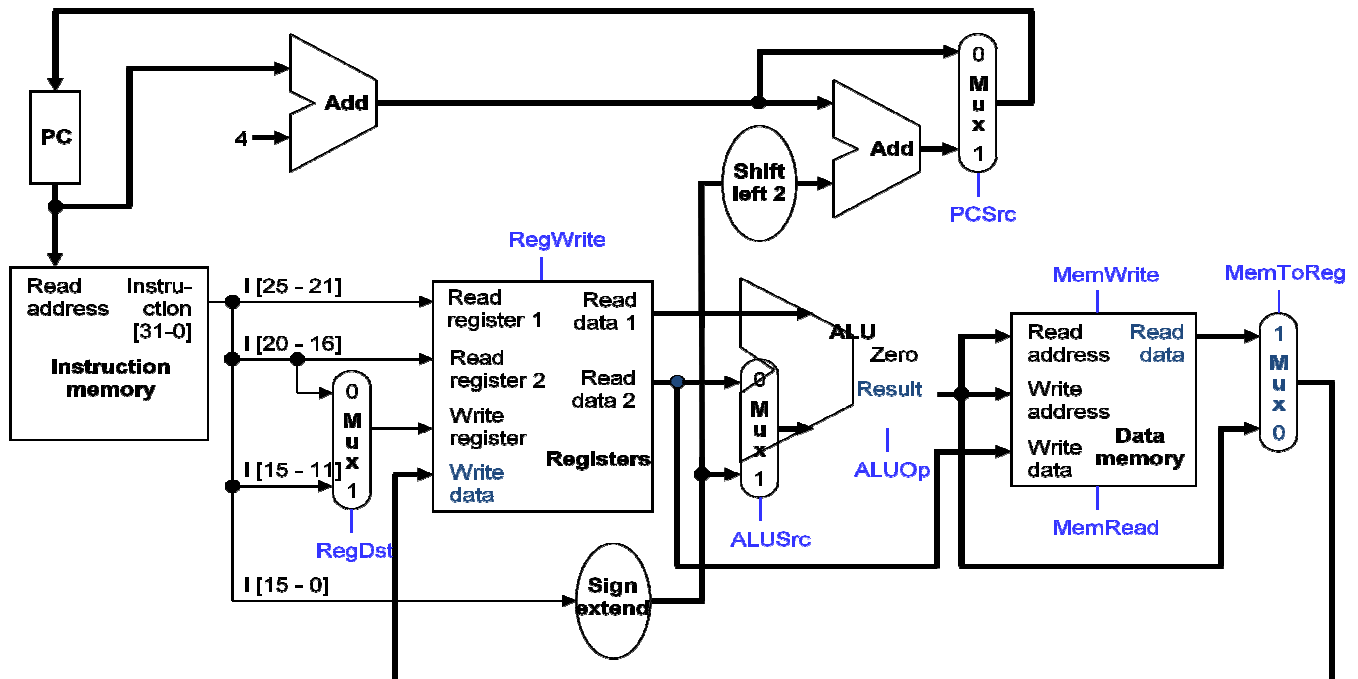 PC
4
Add
Shift
left 2
Add
0
M
u
x
1
PCSrc
Read
address
Instru-
ction
[31-0]
Instruction
memory
I [25 - 21]
I [20 - 16]
I [15 - 11]
I [15 - 0]
0
M
u
x
1
RegDst
RegWrite
Read
register 1
Read
register 2
Write
register
Write
data
Read
data 1
Read
data 2
Registers
Sign
extend
0
M
u
x
1
ALUSrc
ALU
Zero
Result
ALUOp
MemWrite
Read
address
Write
address
Write
data
Read
data
Data
memory
MemRead
MemToReg
1
M
u
x
0